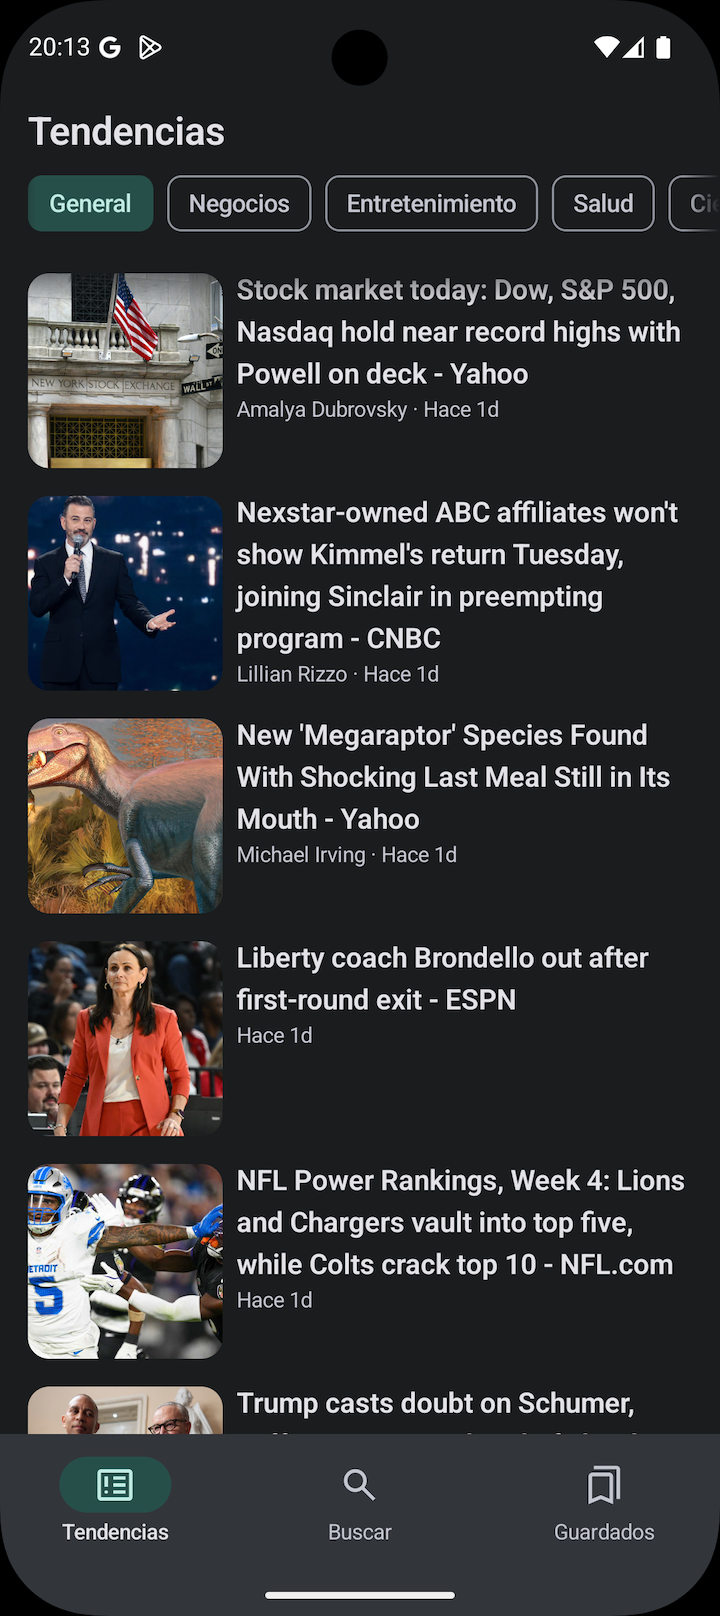 20:13
Tendencias
General Negocios Entretenimiento Salud
Stock market today: Dow, S&P 500,
Nasdaq hold near record highs with
Powell on deck - Yahoo
Amalya Dubrovsky · Hace 1d
NEW YORK STOCK EXCHANGE
WALL ST
ON
Nexstar-owned ABC affiliates won't
show Kimmel's return Tuesday,
joining Sinclair in preempting
program - CNBC
Lillian Rizzo · Hace 1d
New 'Megaraptor' Species Found
With Shocking Last Meal Still in Its
Mouth - Yahoo
Michael Irving · Hace 1d
Liberty coach Brondello out after
first-round exit - ESPN
Hace 1d
NFL Power Rankings, Week 4: Lions
and Chargers vault into top five,
while Colts crack top 10 - NFL.com
Hace 1d
5
Trump casts doubt on Schumer,
Tendencias Buscar Guardados